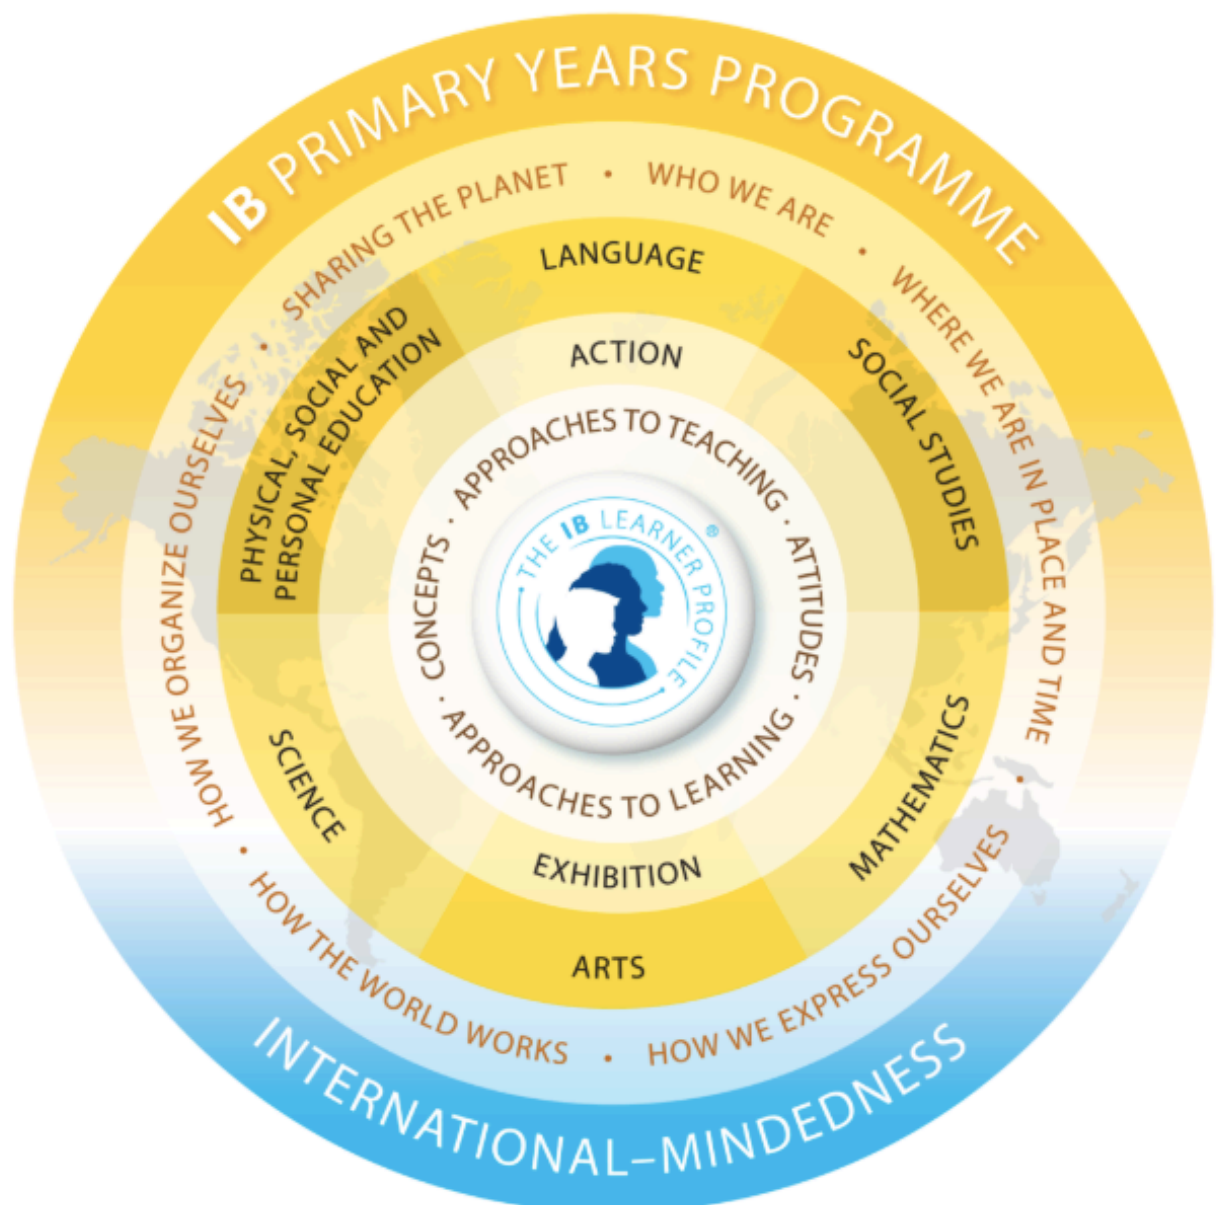 IB PRIMARY YEARS PROGRAMME
SHARING THE PLANET • WHO WE ARE • WHERE WE ARE IN PLACE AND TIME • HOW WE EXPRESS OURSELVES • HOW THE WORLD WORKS • HOW WE ORGANIZE OURSELVES •
LANGUAGE
SOCIAL STUDIES
MATHEMATICS
ARTS
SCIENCE
PHYSICAL, SOCIAL AND
PERSONAL EDUCATION
ACTION
EXHIBITION
APPROACHES TO TEACHING · ATTITUDES · APPROACHES TO LEARNING · CONCEPTS ·
· THE IB LEARNER PROFILE ·
®
INTERNATIONAL–MINDEDNESS